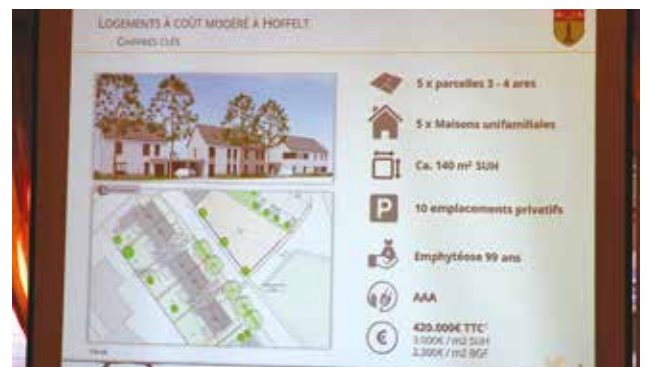 LOGEMENTS À COÛT MODÉRÉ À HOFFELT
CHIFFRES CLÉS
5 x parcelles 3 - 4 ares
5 x Maisons unifamiliales
Ca. 140 m² SUH
P
10 emplacements privatifs
Emphytéose 99 ans
AAA
€
420.000€ TTC
3.000€ / m2 SUH
2.300€ / m2 BGF